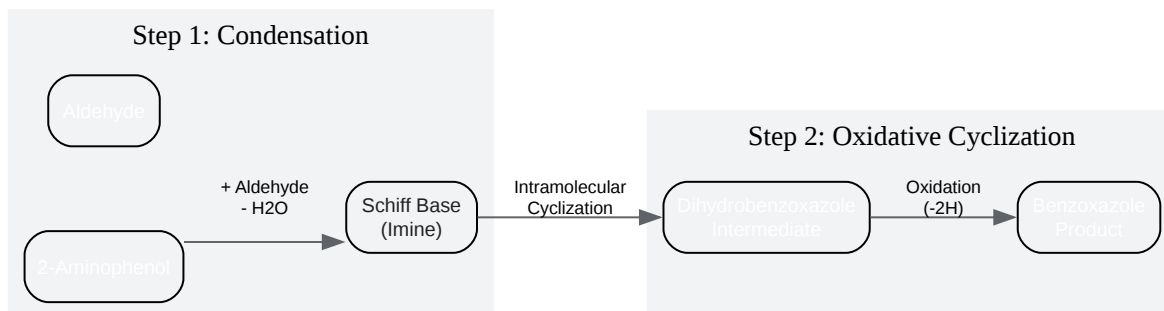 Step 1: Condensation
Aldehyde
+ Aldehyde
- H2O
2-Aminophenol
Schiff Base
(Imine)
Intramolecular
Cyclization
Step 2: Oxidative Cyclization
Dihydrobenzoxazole
Intermediate
Oxidation
(-2H)
Benzoxazole
Product